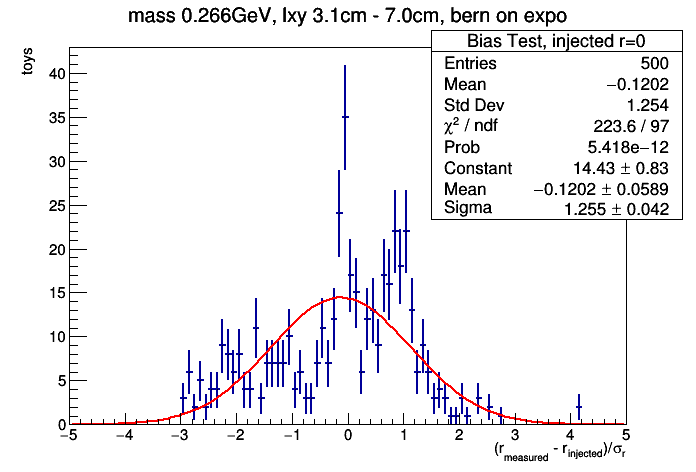 mass 0.266GeV, lxy 3.1cm - 7.0cm, bern on expo
toys
Bias Test, injected r=0
Entries 500
Mean −0.1202
Std Dev 1.254
χ² / ndf 223.6 / 97
Prob 5.418e−12
Constant 14.43 ± 0.83
Mean −0.1202 ± 0.0589
Sigma 1.255 ± 0.042
40
35
30
25
20
15
10
5
0
−5 −4 −3 −2 −1 0 1 2 3 4 5
(r_measured - r_injected)/σ_r